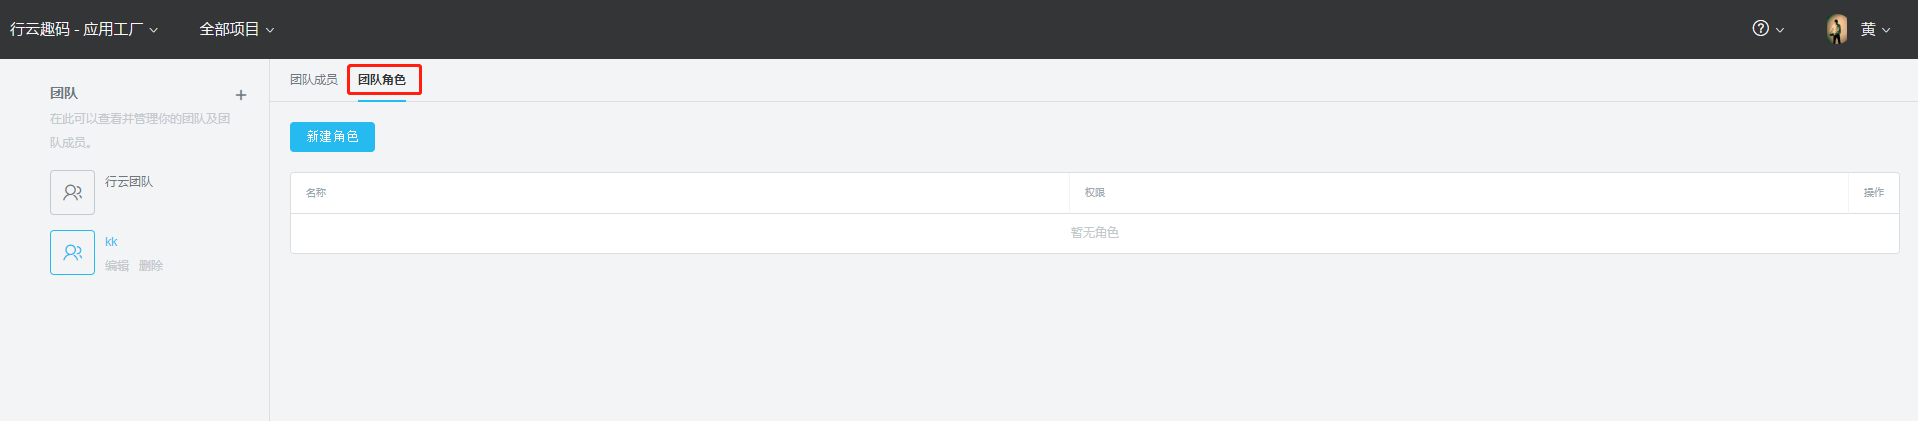 行云趣码 - 应用工厂
全部项目
黄
团队
在此可以查看并管理你的团队及团
队成员。
行云团队
kk
编辑 删除
团队成员
团队角色
新建角色
名称
权限
操作
暂无角色